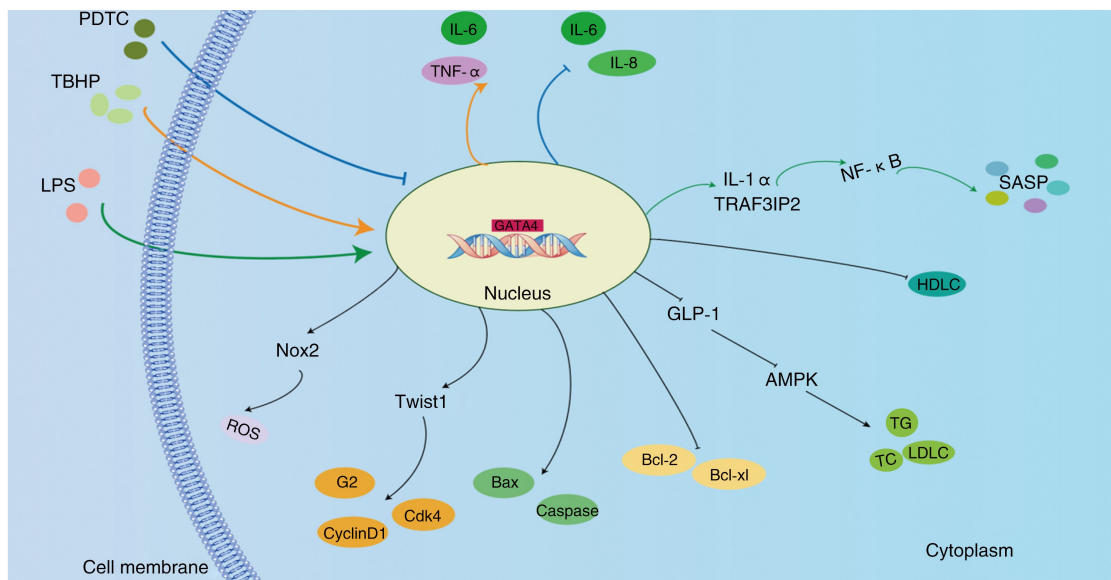 PDTC
TBHP
LPS
IL-6
TNF-α
IL-6
IL-8
IL-1α
TRAF3IP2
NF-κB
SASP
GATA4
Nucleus
HDLC
GLP-1
AMPK
TG
TC
LDLC
Nox2
ROS
Twist1
G2
Cdk4
CyclinD1
Bax
Caspase
Bcl-2
Bcl-xl
Cell membrane
Cytoplasm